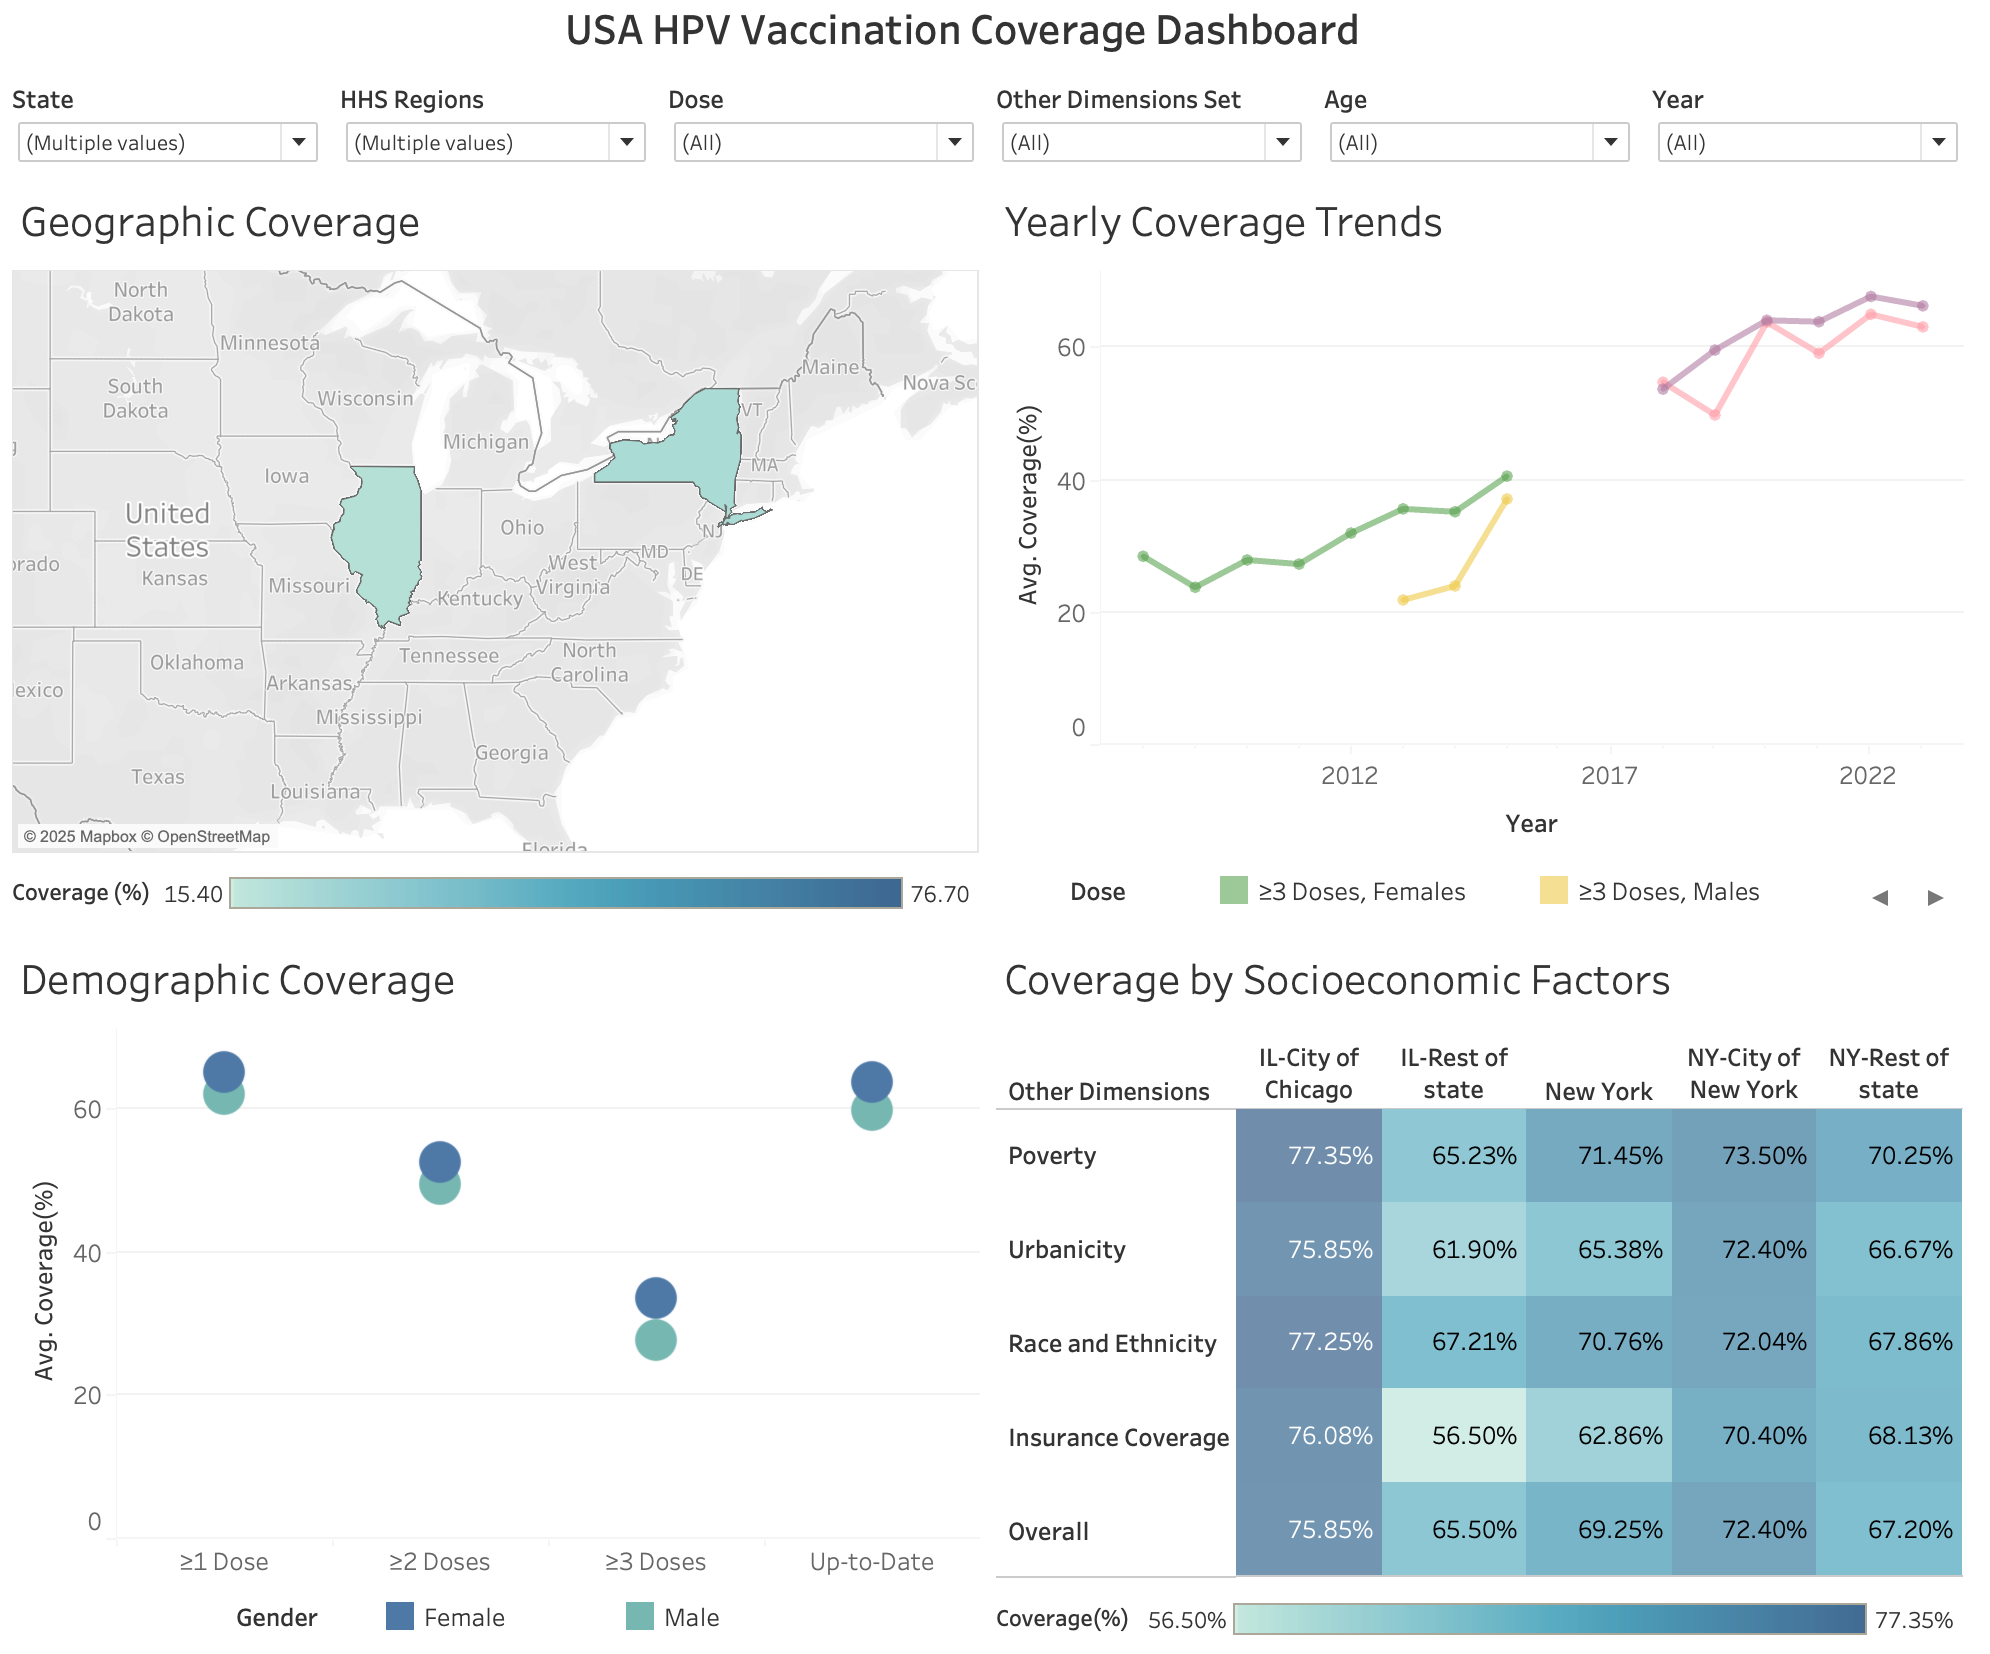 USA HPV Vaccination Coverage Dashboard
State
HHS Regions
Dose
Other Dimensions Set
Age
Year
(Multiple values)
(Multiple values)
(All)
(All)
(All)
(All)
Geographic Coverage
North
Dakota
Minnesota
Maine
Nova Sc
South
Dakota
Wisconsin
VT
Michigan
MA
Iowa
United
States
Ohio
NJ
orado
Kansas
Missouri
West
Virginia
MD
DE
Kentucky
Oklahoma
Tennessee
North
Carolina
exico
Arkansas
Mississippi
Georgia
Texas
Louisiana
Florida
© 2025 Mapbox © OpenStreetMap
Coverage (%)
15.40
76.70
Yearly Coverage Trends
Avg. Coverage(%)
60
40
20
0
2012
2017
2022
Year
Dose
≥3 Doses, Females
≥3 Doses, Males
Demographic Coverage
Avg. Coverage(%)
60
40
20
0
≥1 Dose
≥2 Doses
≥3 Doses
Up-to-Date
Gender
Female
Male
Coverage by Socioeconomic Factors
Other Dimensions
IL-City of
Chicago
IL-Rest of
state
New York
NY-City of
New York
NY-Rest of
state
Poverty 77.35% 65.23% 71.45% 73.50% 70.25%
Urbanicity 75.85% 61.90% 65.38% 72.40% 66.67%
Race and Ethnicity 77.25% 67.21% 70.76% 72.04% 67.86%
Insurance Coverage 76.08% 56.50% 62.86% 70.40% 68.13%
Overall 75.85% 65.50% 69.25% 72.40% 67.20%
Coverage(%)
56.50%
77.35%